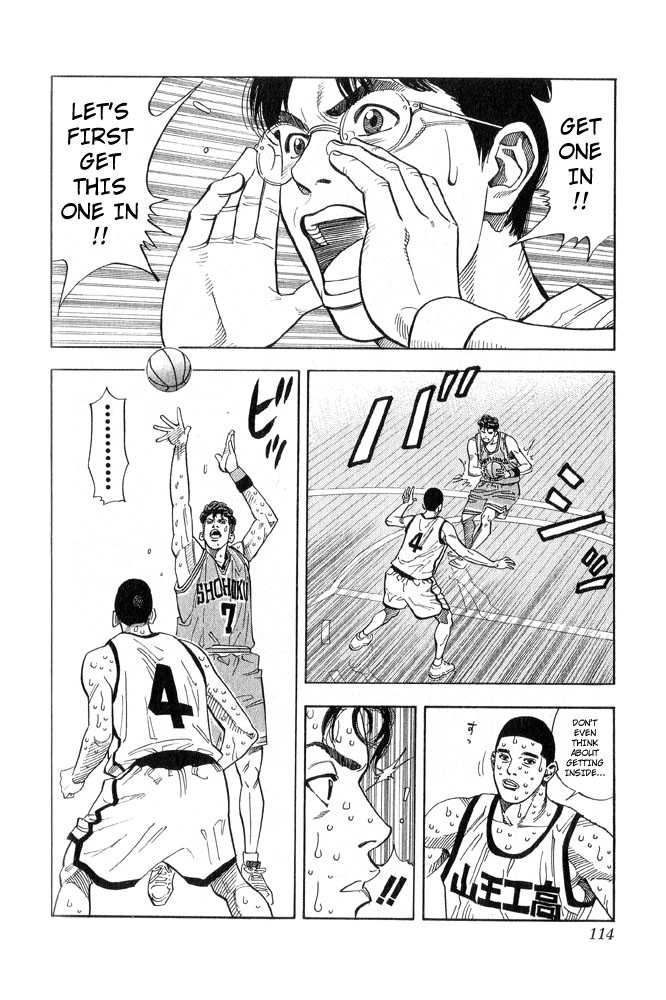 GET
ONE
IN
!!
LET'S
FIRST
GET
THIS
ONE IN
!!
4
ビッ
..........
SHOHOKU
7
4
DON'T
EVEN
THINK
ABOUT
GETTING
INSIDE...
すっ
山王工高
!!
114